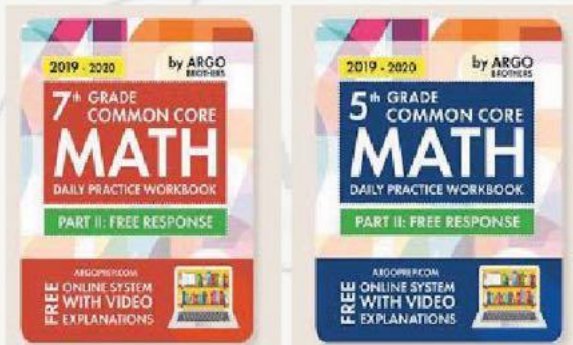 2019 - 2020
by ARGO
BROTHERS
7th GRADE
COMMON CORE
MATH
DAILY PRACTICE WORKBOOK
PART II: FREE RESPONSE
ARGOPREP.COM
FREE
ONLINE SYSTEM
WITH VIDEO
EXPLANATIONS
2019 - 2020
by ARGO
BROTHERS
5th GRADE
COMMON CORE
MATH
DAILY PRACTICE WORKBOOK
PART II: FREE RESPONSE
ARGOPREP.COM
FREE
ONLINE SYSTEM
WITH VIDEO
EXPLANATIONS